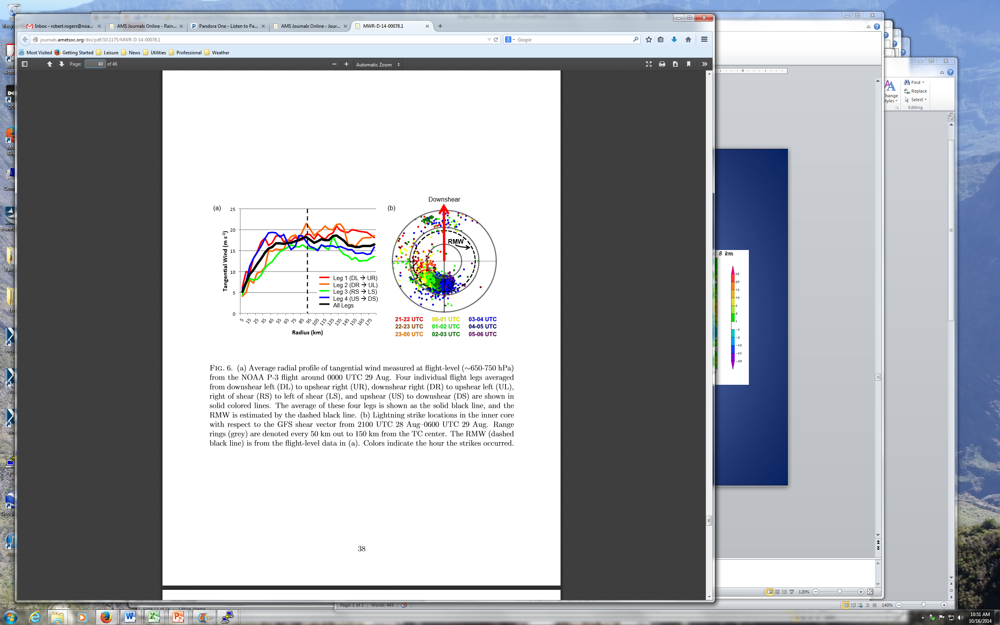 Inbox - robert.rogers@noa...
AMS Journals Online - Rain...
Pandora One - Listen to Pa...
AMS Journals Online - Jour...
MWR-D-14-00078.1
journals.ametsoc.org/doi/pdf/10.1175/MWR-D-14-00078.1
Google
Most Visited
Getting Started
Leisure
News
Utilities
Professional
Weather
Page: 40 of 46
Automatic Zoom
Find
Replace
Select
Editing
4
(a)
25
20
15
10
5
0
Tangential Wind (m s-1)
5 15 25 35 45 55 65 75 85 95 105 115 125 135 145 155 165 175
Radius (km)
Leg 1 (DL → UR)
Leg 2 (DR → UL)
Leg 3 (RS → LS)
Leg 4 (US → DS)
All Legs
(b)
Downshear
RMW
21-22 UTC 00-01 UTC 03-04 UTC
22-23 UTC 01-02 UTC 04-05 UTC
23-00 UTC 02-03 UTC 05-06 UTC
FIG. 6. (a) Average radial profile of tangential wind measured at flight-level (~650-750 hPa)
from the NOAA P-3 flight around 0000 UTC 29 Aug. Four individual flight legs averaged
from downshear left (DL) to upshear right (UR), downshear right (DR) to upshear left (UL),
right of shear (RS) to left of shear (LS), and upshear (US) to downshear (DS) are shown in
solid colored lines. The average of these four legs is shown as the solid black line, and the
RMW is estimated by the dashed black line. (b) Lightning strike locations in the inner core
with respect to the GFS shear vector from 2100 UTC 28 Aug–0600 UTC 29 Aug. Range
rings (grey) are denoted every 50 km out to 150 km from the TC center. The RMW (dashed
black line) is from the flight-level data in (a). Colors indicate the hour the strikes occurred.
38
8 km
25
20
15
10
5
3
1
-1
-5
-10
-15
-20
120%
Page: 1 of 2
Words: 445
140%
10:51 AM
10/16/2014